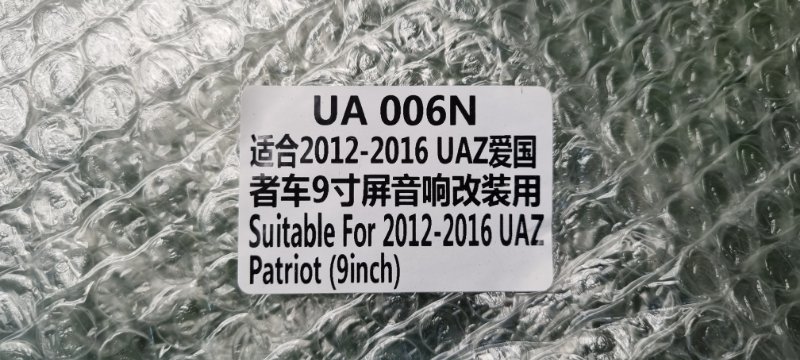 UA 006N
适合2012-2016 UAZ爱国
者车9寸屏音响改装用
Suitable For 2012-2016 UAZ
Patriot (9inch)